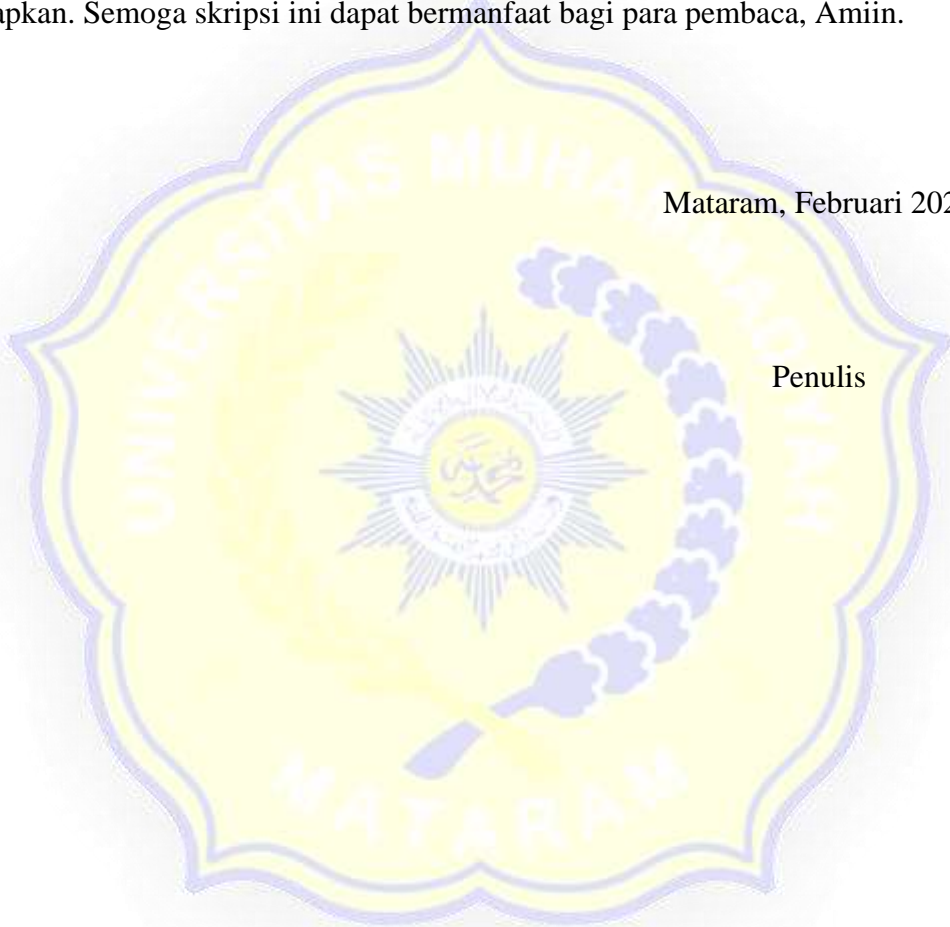 apkan. Semoga skripsi ini dapat bermanfaat bagi para pembaca, Amiin.
Mataram, Februari 202
Penulis
UNIVERSITAS MUHAMMADIYAH
MATARAM